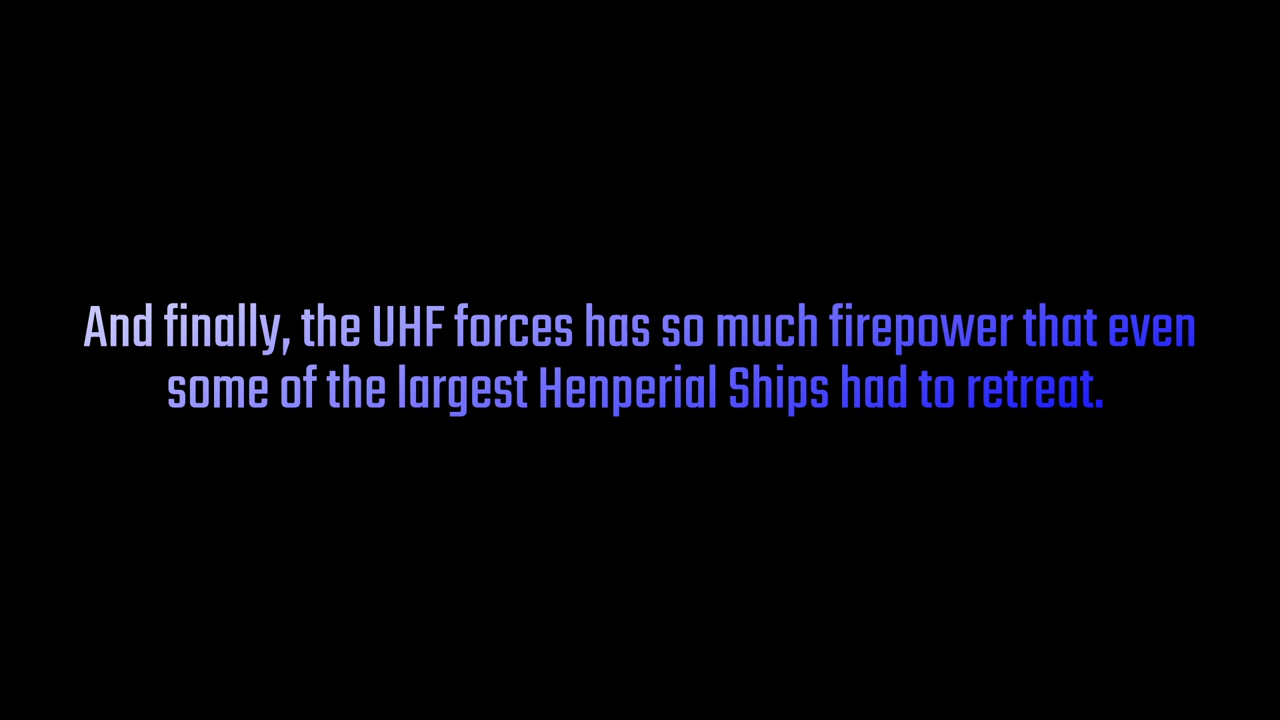 And finally, the UHF forces has so much firepower that even
some of the largest Henperial Ships had to retreat.